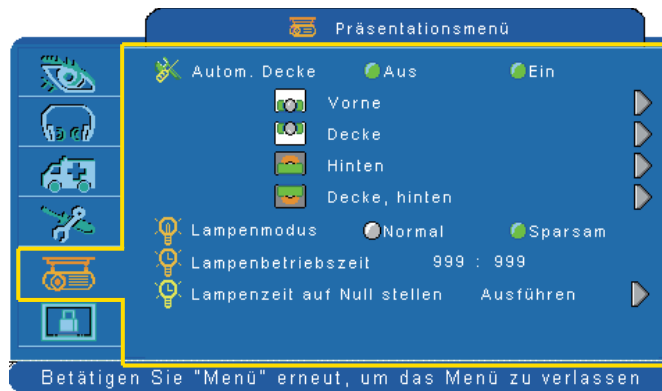 Präsentationsmenü
Autom. Decke Aus Ein
Vorne
Decke
Hinten
Decke, hinten
Lampenmodus Normal Sparsam
Lampenbetriebszeit 999 : 999
Lampenzeit auf Null stellen Ausführen
Betätigen Sie "Menü" erneut, um das Menü zu verlassen